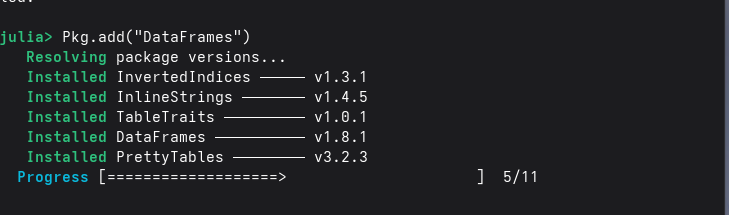 julia> Pkg.add("DataFrames")
Resolving package versions...
Installed InvertedIndices ────── v1.3.1
Installed InlineStrings ──────── v1.4.5
Installed TableTraits ────────── v1.0.1
Installed DataFrames ─────────── v1.8.1
Installed PrettyTables ───────── v3.2.3
Progress [===================>                     ]  5/11